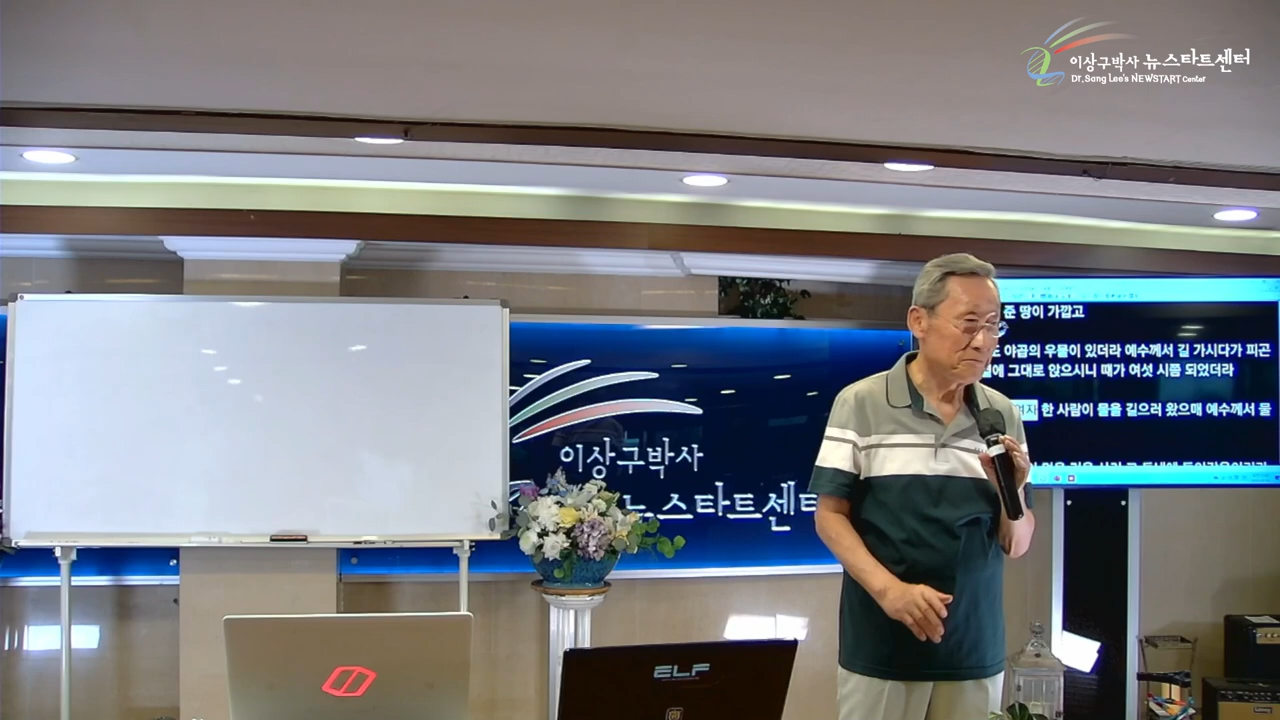 이상구박사 뉴스타트센터
Dr. Sang Lee's NEWSTART Center
준 땅이 가깝고
야곱의 우물이 있더라 예수께서 길 가시다가 피곤
에 그대로 앉으시니 때가 여섯 시쯤 되었더라
여자 한 사람이 물을 길으러 왔으매 예수께서 물
이상구박사
뉴스타트센터
ELF